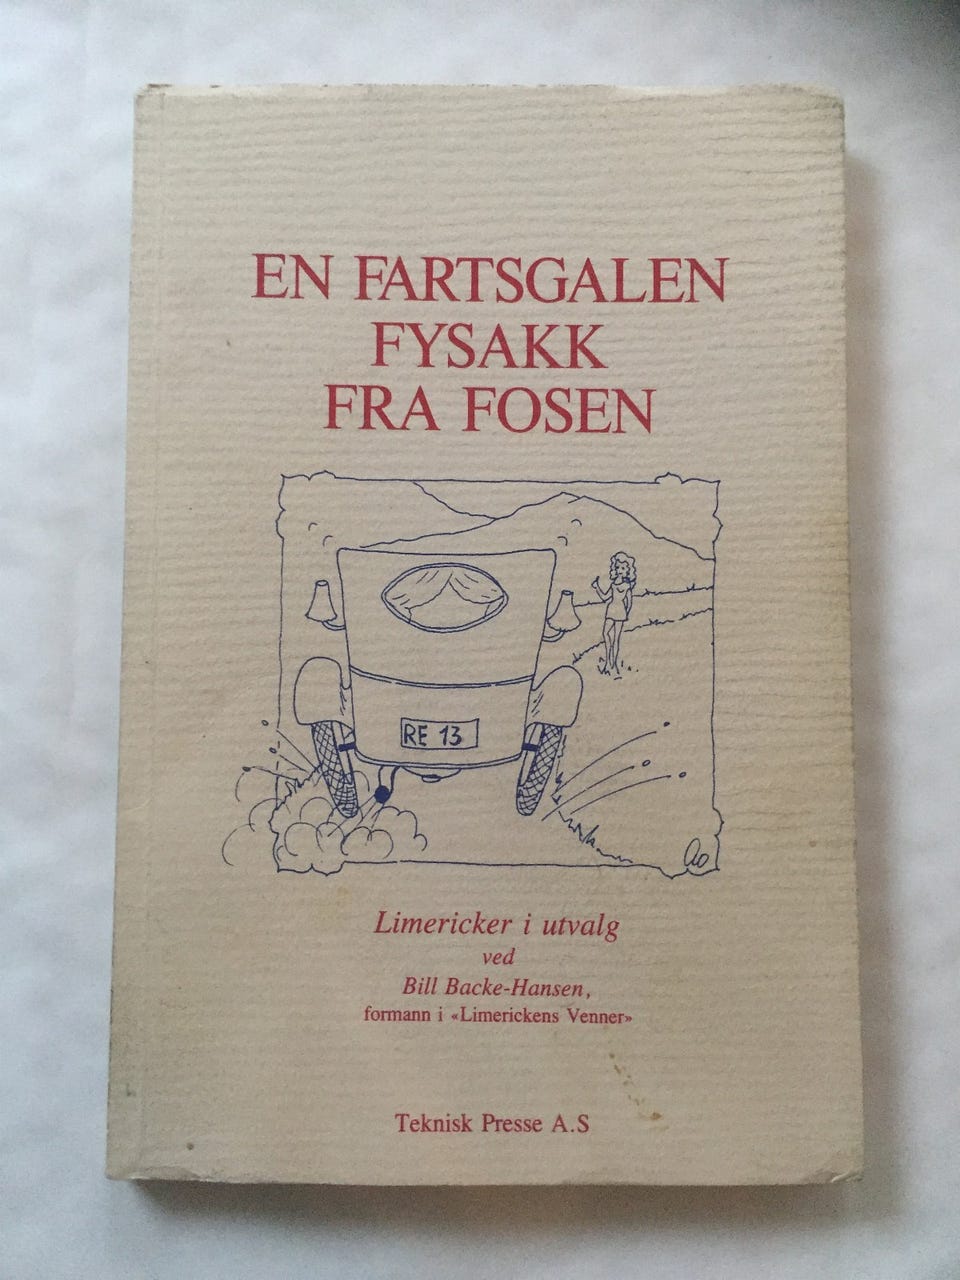 EN FARTSGALEN
FYSAKK
FRA FOSEN
RE 13
Limericker i utvalg
ved
Bill Backe-Hansen,
formann i «Limerickens Venner»
Teknisk Presse A.S